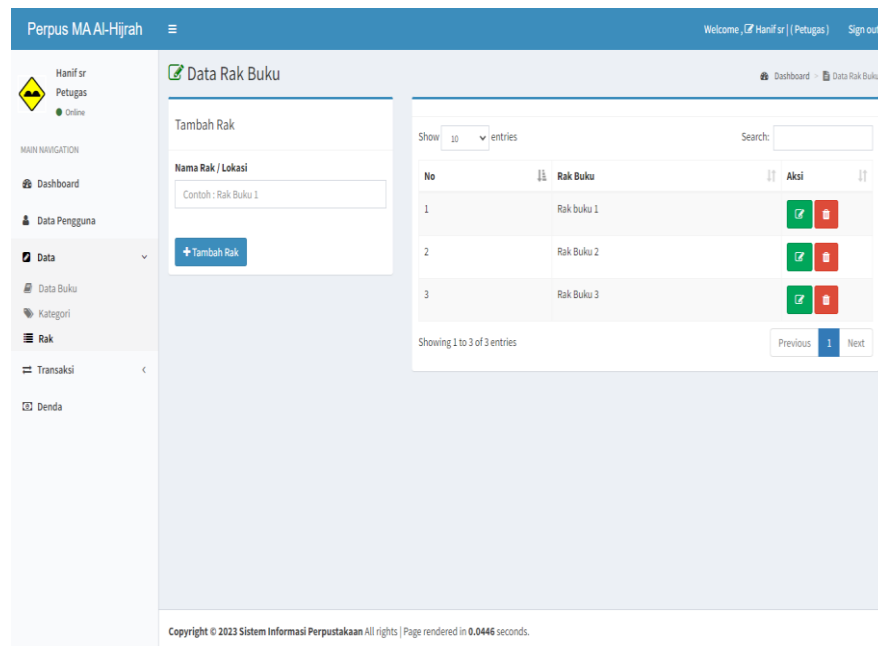 Perpus MA Al-Hijrah
Welcome , Hanif sr | ( Petugas ) Sign out
Hanif sr
Petugas
Online
MAIN NAVIGATION
Dashboard
Data Pengguna
Data
Data Buku
Kategori
Rak
Transaksi
Denda
Data Rak Buku
Dashboard > Data Rak Buku
Tambah Rak
Nama Rak / Lokasi
Contoh : Rak Buku 1
+ Tambah Rak
Show 10 entries Search:
No Rak Buku Aksi
1 Rak buku 1
2 Rak Buku 2
3 Rak Buku 3
Showing 1 to 3 of 3 entries Previous 1 Next
Copyright © 2023 Sistem Informasi Perpustakaan All rights | Page rendered in 0.0446 seconds.